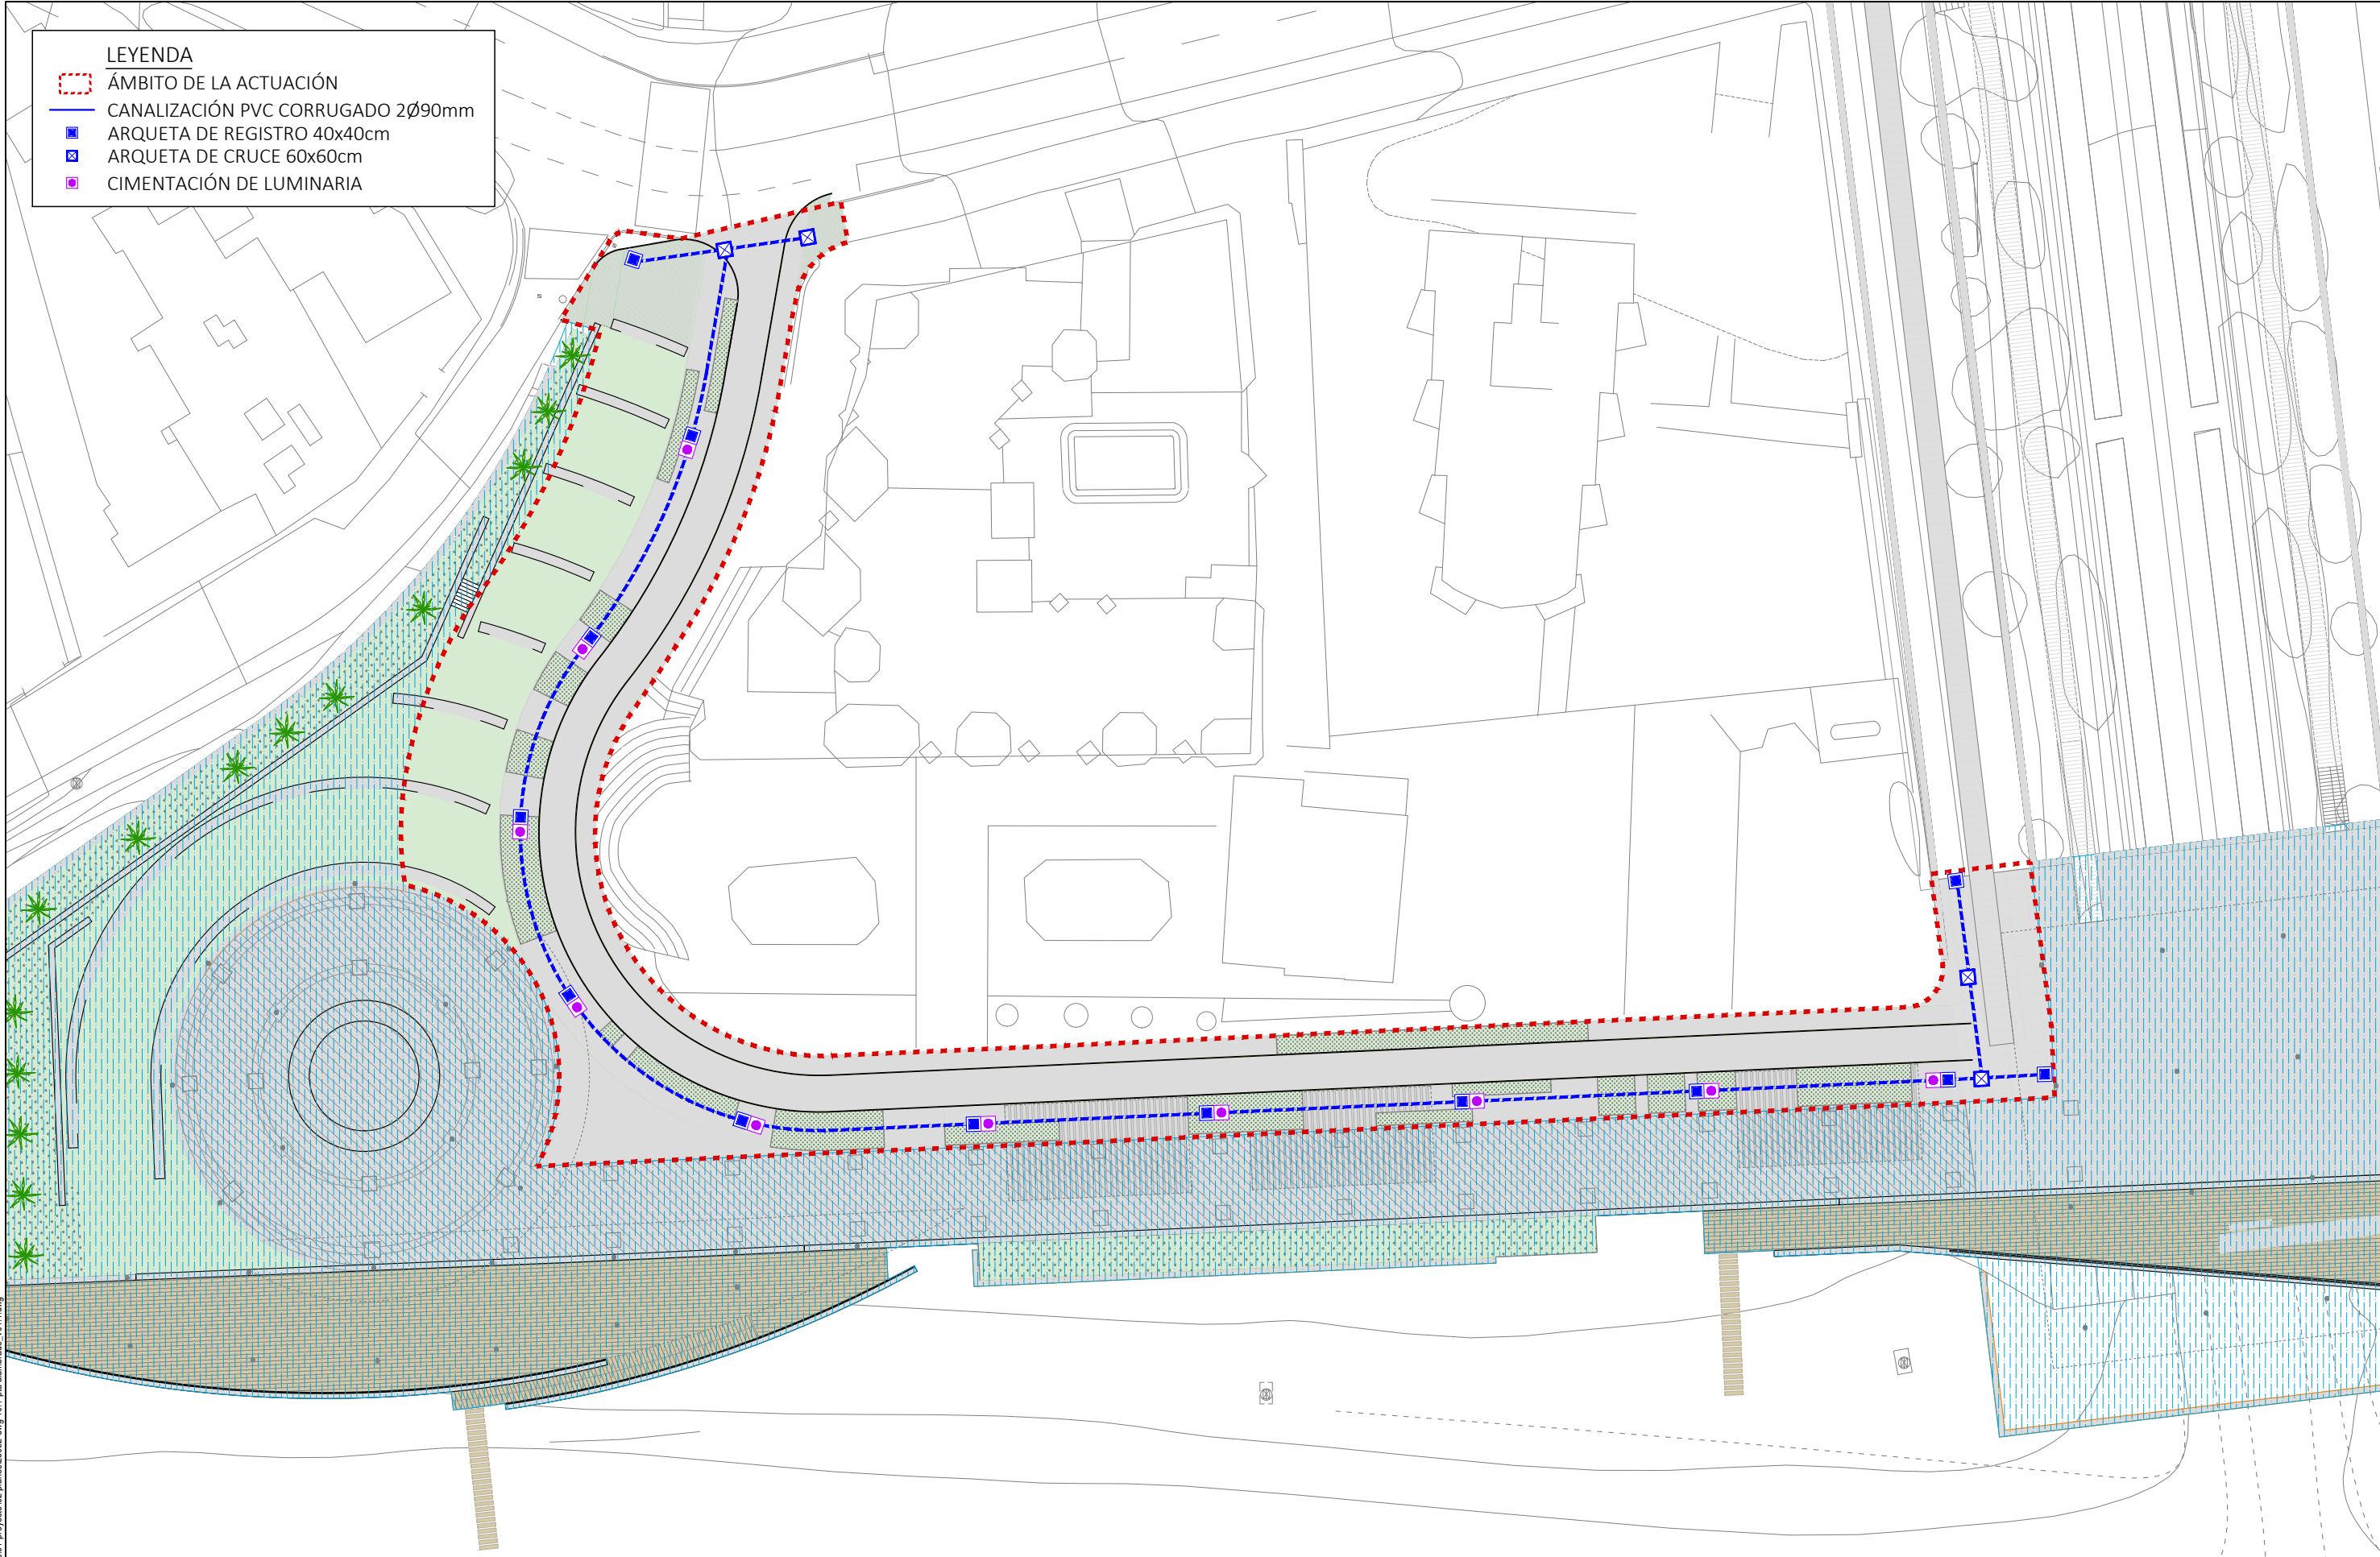 LEYENDA
ÁMBITO DE LA ACTUACIÓN
CANALIZACIÓN PVC CORRUGADO 2Ø90mm
ARQUETA DE REGISTRO 40x40cm
ARQUETA DE CRUCE 60x60cm
CIMENTACIÓN DE LUMINARIA